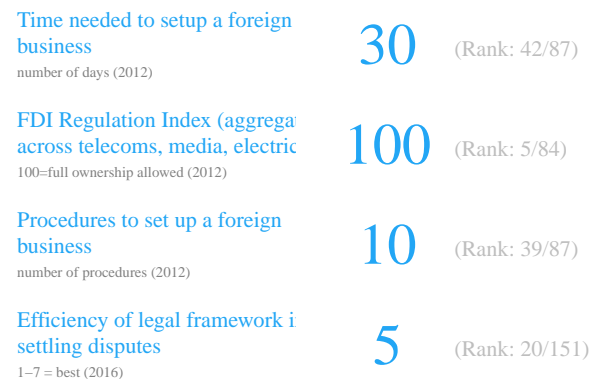 Time needed to setup a foreign
business
number of days (2012)
30
(Rank: 42/87)
FDI Regulation Index
across telecoms, media,
100=full ownership allowed (2012)
100
(Rank: 5/84)
Procedures to set up a foreign
business
number of procedures (2012)
10
(Rank: 39/87)
Efficiency of legal framework
settling disputes
1–7 = best (2016)
5
(Rank: 20/151)